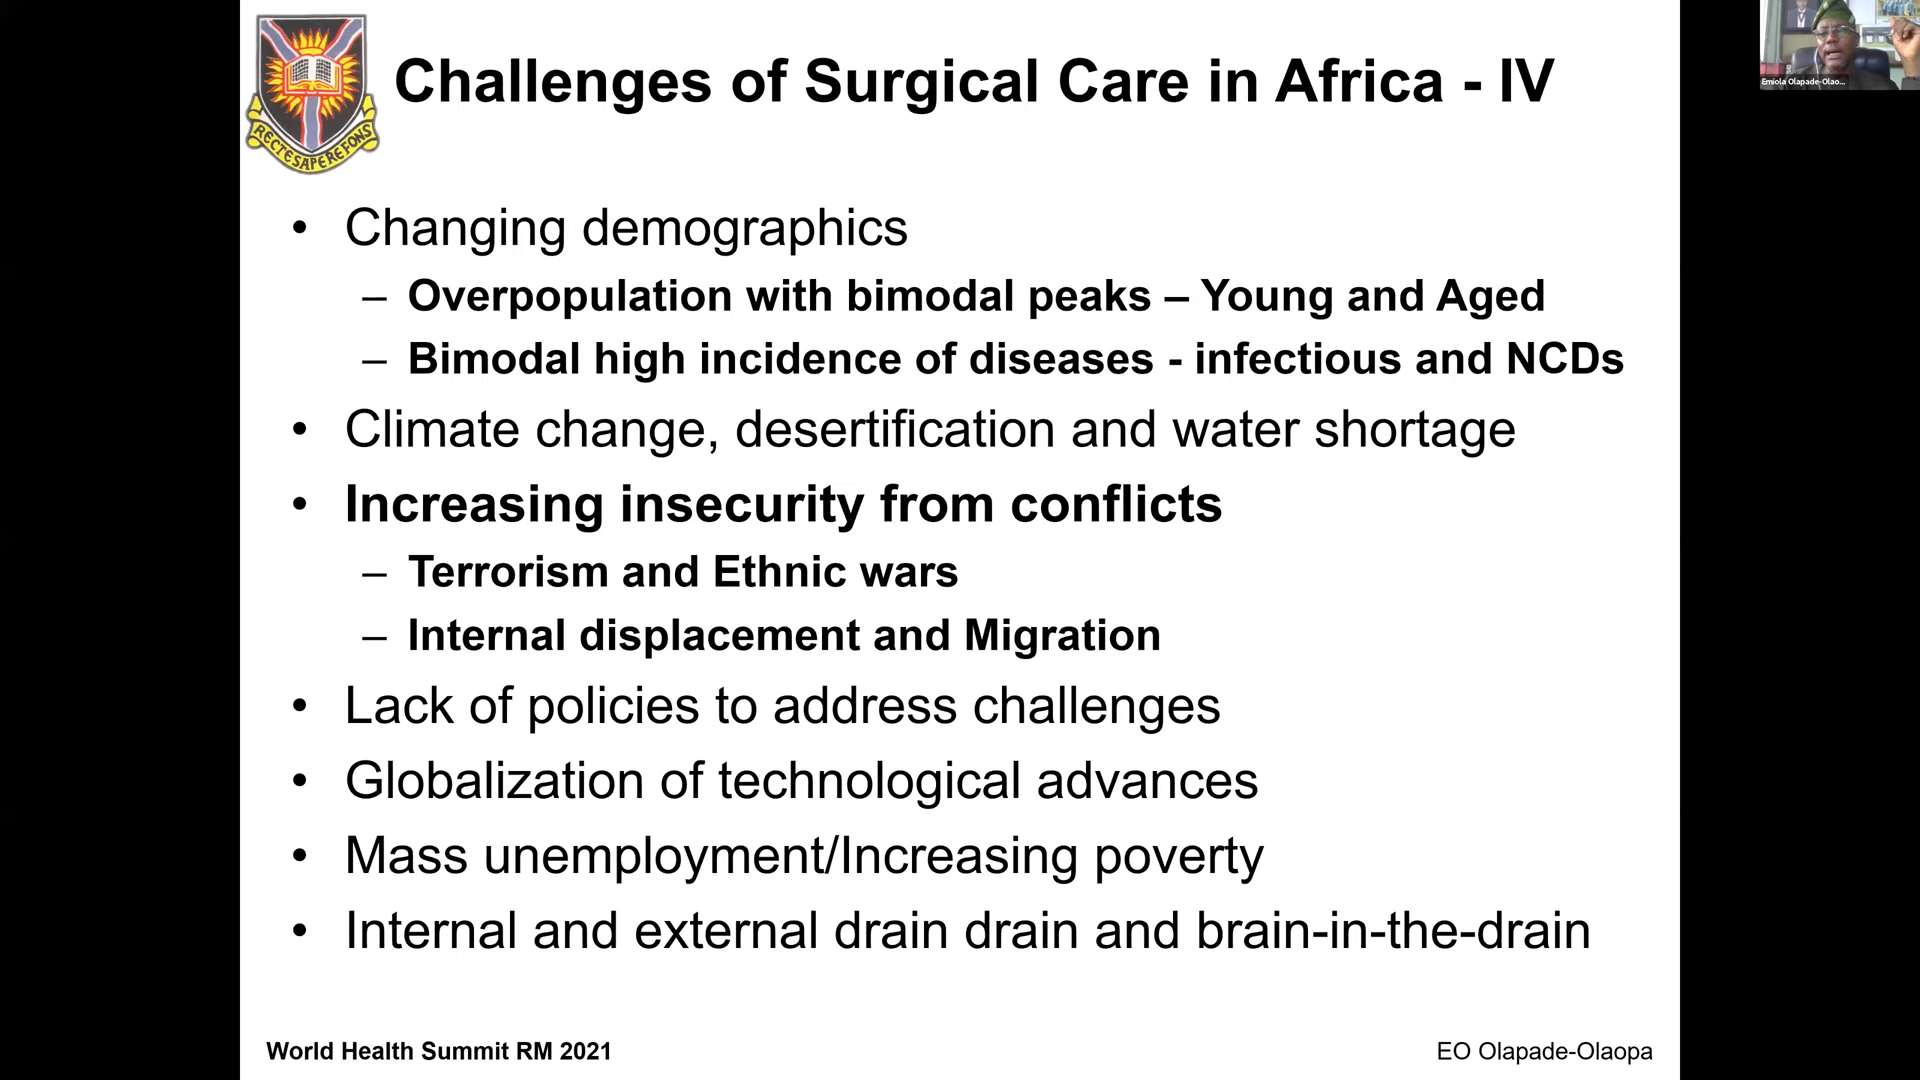 Challenges of Surgical Care in Africa - IV
RECTE SAPERE FONS
Emiola Olapade-Olao...
• Changing demographics
– Overpopulation with bimodal peaks – Young and Aged
– Bimodal high incidence of diseases - infectious and NCDs
• Climate change, desertification and water shortage
• Increasing insecurity from conflicts
– Terrorism and Ethnic wars
– Internal displacement and Migration
• Lack of policies to address challenges
• Globalization of technological advances
• Mass unemployment/Increasing poverty
• Internal and external drain drain and brain-in-the-drain
World Health Summit RM 2021
EO Olapade-Olaopa